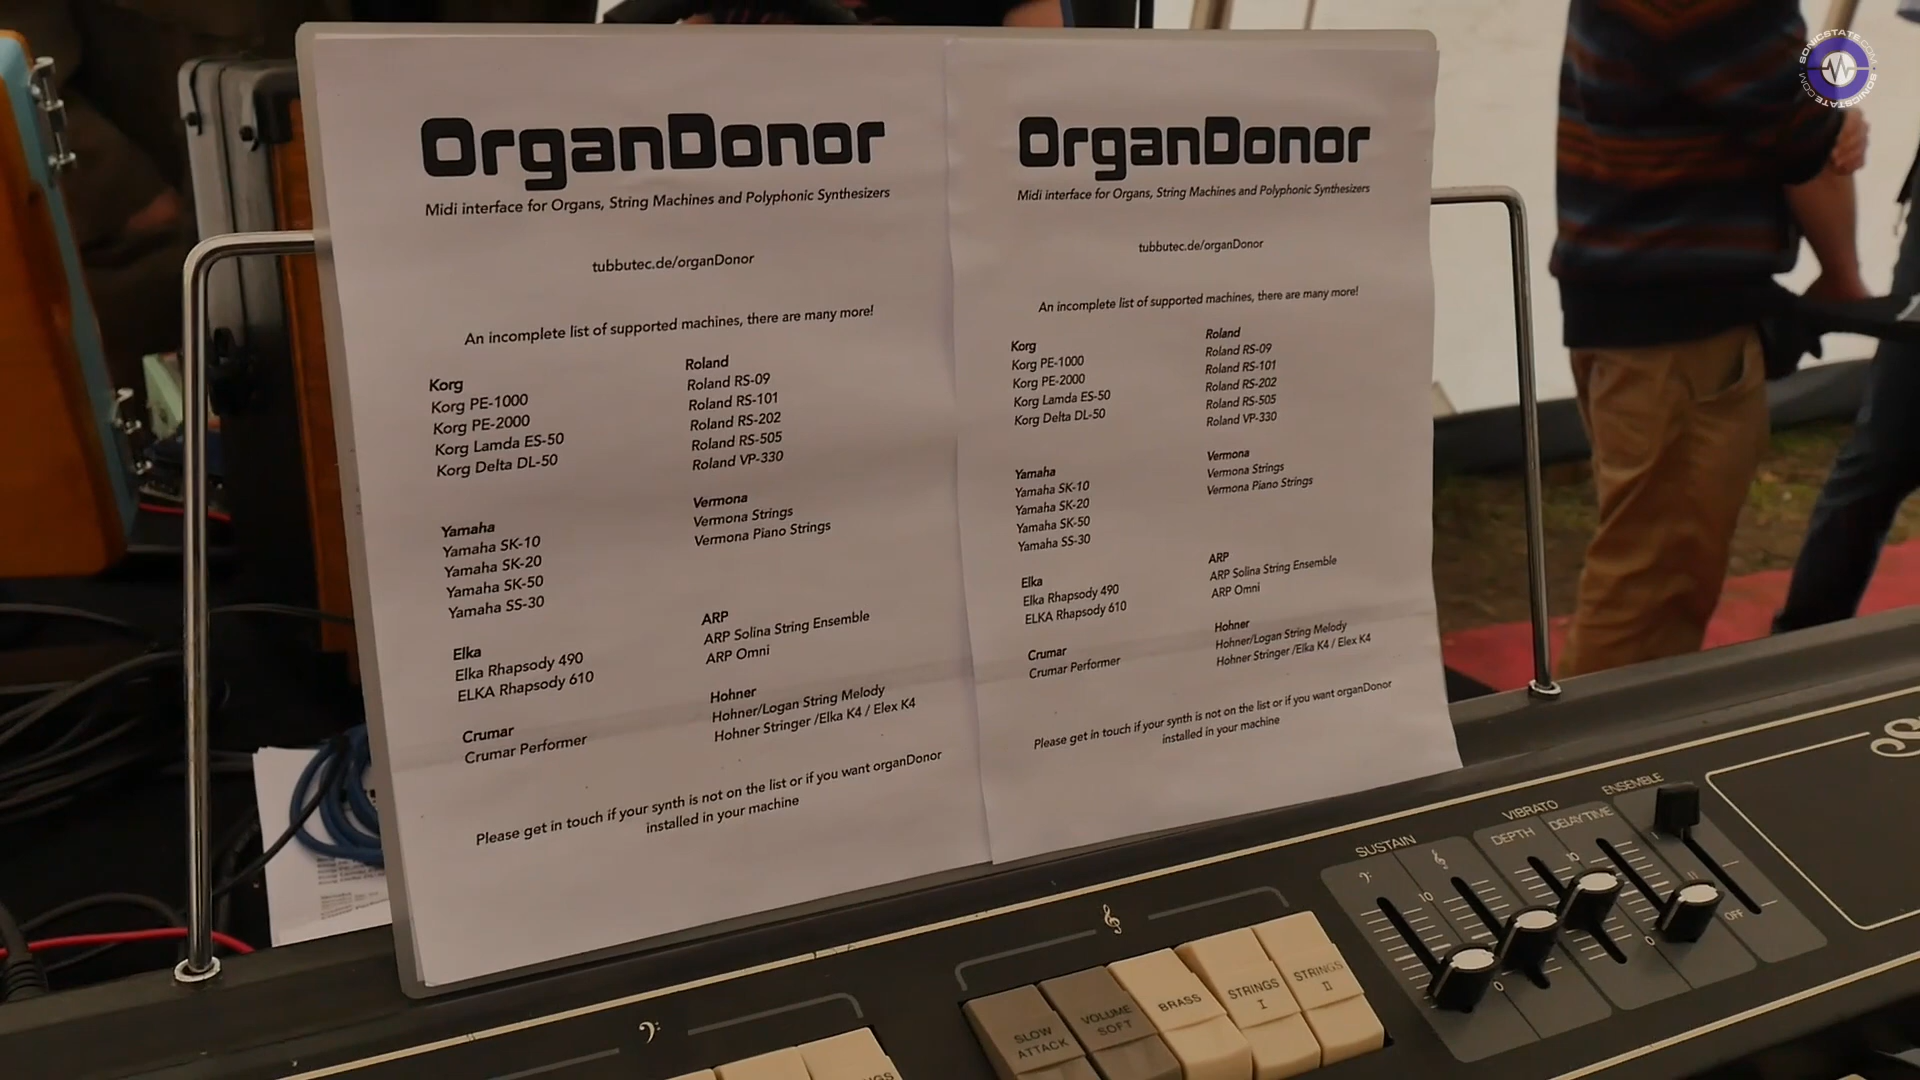 OrganDonor
Midi interface for Organs, String Machines and Polyphonic Synthesizers
tubbutec.de/organDonor
An incomplete list of supported machines, there are many more!
Korg
Korg PE-1000
Korg PE-2000
Korg Lamda ES-50
Korg Delta DL-50
Yamaha
Yamaha SK-10
Yamaha SK-20
Yamaha SK-50
Yamaha SS-30
Elka
Elka Rhapsody 490
ELKA Rhapsody 610
Crumar
Crumar Performer
Roland
Roland RS-09
Roland RS-101
Roland RS-202
Roland RS-505
Roland VP-330
Vermona
Vermona Strings
Vermona Piano Strings
ARP
ARP Solina String Ensemble
ARP Omni
Hohner
Hohner/Logan String Melody
Hohner Stringer /Elka K4 / Elex K4
Please get in touch if your synth is not on the list or if you want organDonor
installed in your machine
OrganDonor
Midi interface for Organs, String Machines and Polyphonic Synthesizers
tubbutec.de/organDonor
An incomplete list of supported machines, there are many more!
Korg
Korg PE-1000
Korg PE-2000
Korg Lamda ES-50
Korg Delta DL-50
Yamaha
Yamaha SK-10
Yamaha SK-20
Yamaha SK-50
Yamaha SS-30
Elka
Elka Rhapsody 490
ELKA Rhapsody 610
Crumar
Crumar Performer
Roland
Roland RS-09
Roland RS-101
Roland RS-202
Roland RS-505
Roland VP-330
Vermona
Vermona Strings
Vermona Piano Strings
ARP
ARP Solina String Ensemble
ARP Omni
Hohner
Hohner/Logan String Melody
Hohner Stringer /Elka K4 / Elex K4
Please get in touch if your synth is not on the list or if you want organDonor
installed in your machine
SONICSTATE.COM
SONICSTATE.COM
SUSTAIN
VIBRATO
DEPTH DELAY TIME
ENSEMBLE
10
10
0
0
II
OFF
SLOW
ATTACK
VOLUME
SOFT
BRASS
STRINGS
I
STRINGS
II